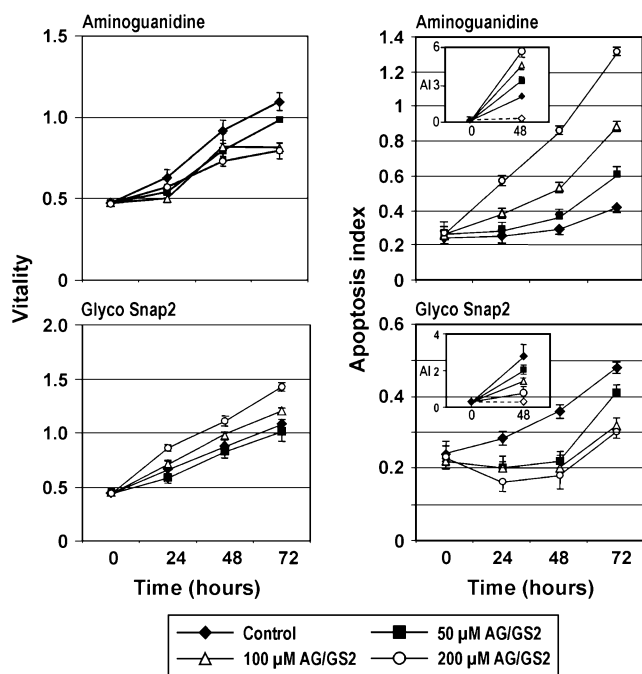 Aminoguanidine
1.5
1.0
0.5
0
Vitality
Aminoguanidine
1.4
1.2
1
0.8
0.6
0.4
0.2
0
Apoptosis index
6
AI 3
0
0
48
Glyco Snap2
2.0
1.5
1.0
0.5
0
0 24 48 72
Time (hours)
Glyco Snap2
0.6
0.4
0.2
0
4
AI 2
0
0 48
0 24 48 72
Time (hours)
Control
50 µM AG/GS2
100 µM AG/GS2
200 µM AG/GS2